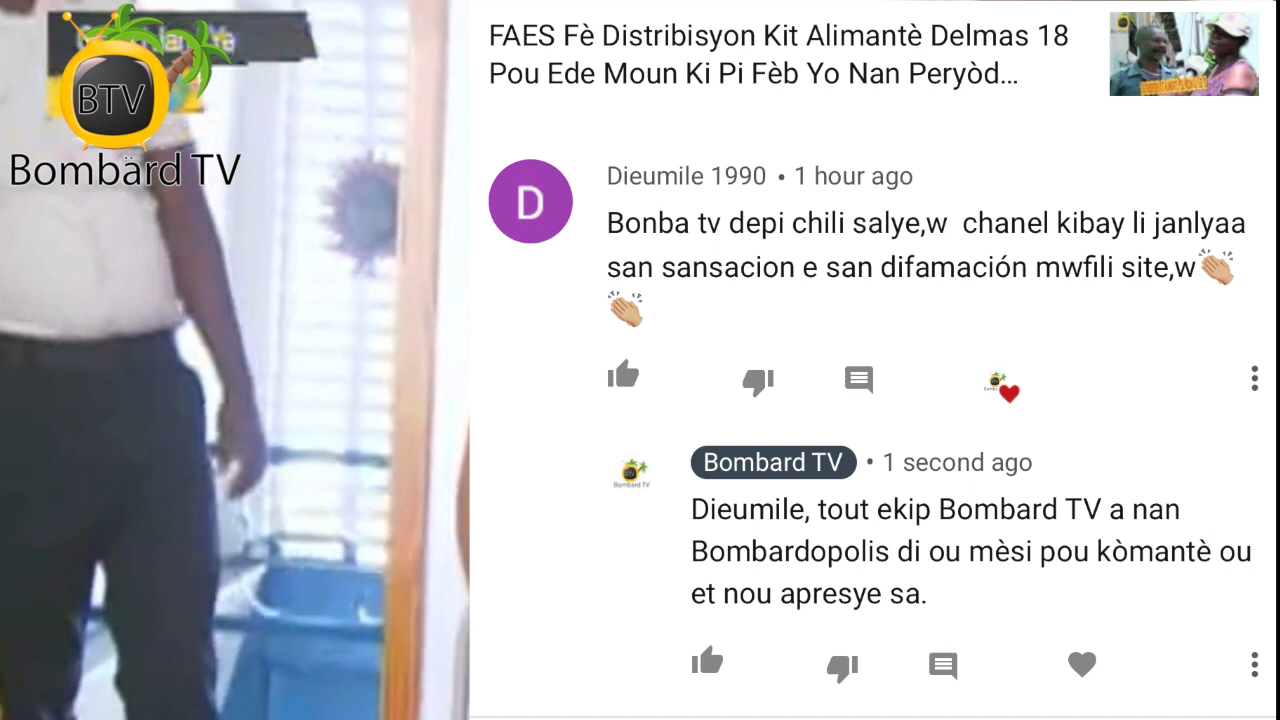 BTV
Bombärd TV
FAES Fè Distribisyon Kit Alimantè Delmas 18
Pou Ede Moun Ki Pi Fèb Yo Nan Peryòd...
D
Dieumile 1990 • 1 hour ago
Bonba tv depi chili salye,w chanel kibay li janlyaa
san sansacion e san difamación mwfili site,w👏🏼
👏🏼
Bombard TV • 1 second ago
Bombard TV
Dieumile, tout ekip Bombard TV a nan
Bombardopolis di ou mèsi pou kòmantè ou
et nou apresye sa.